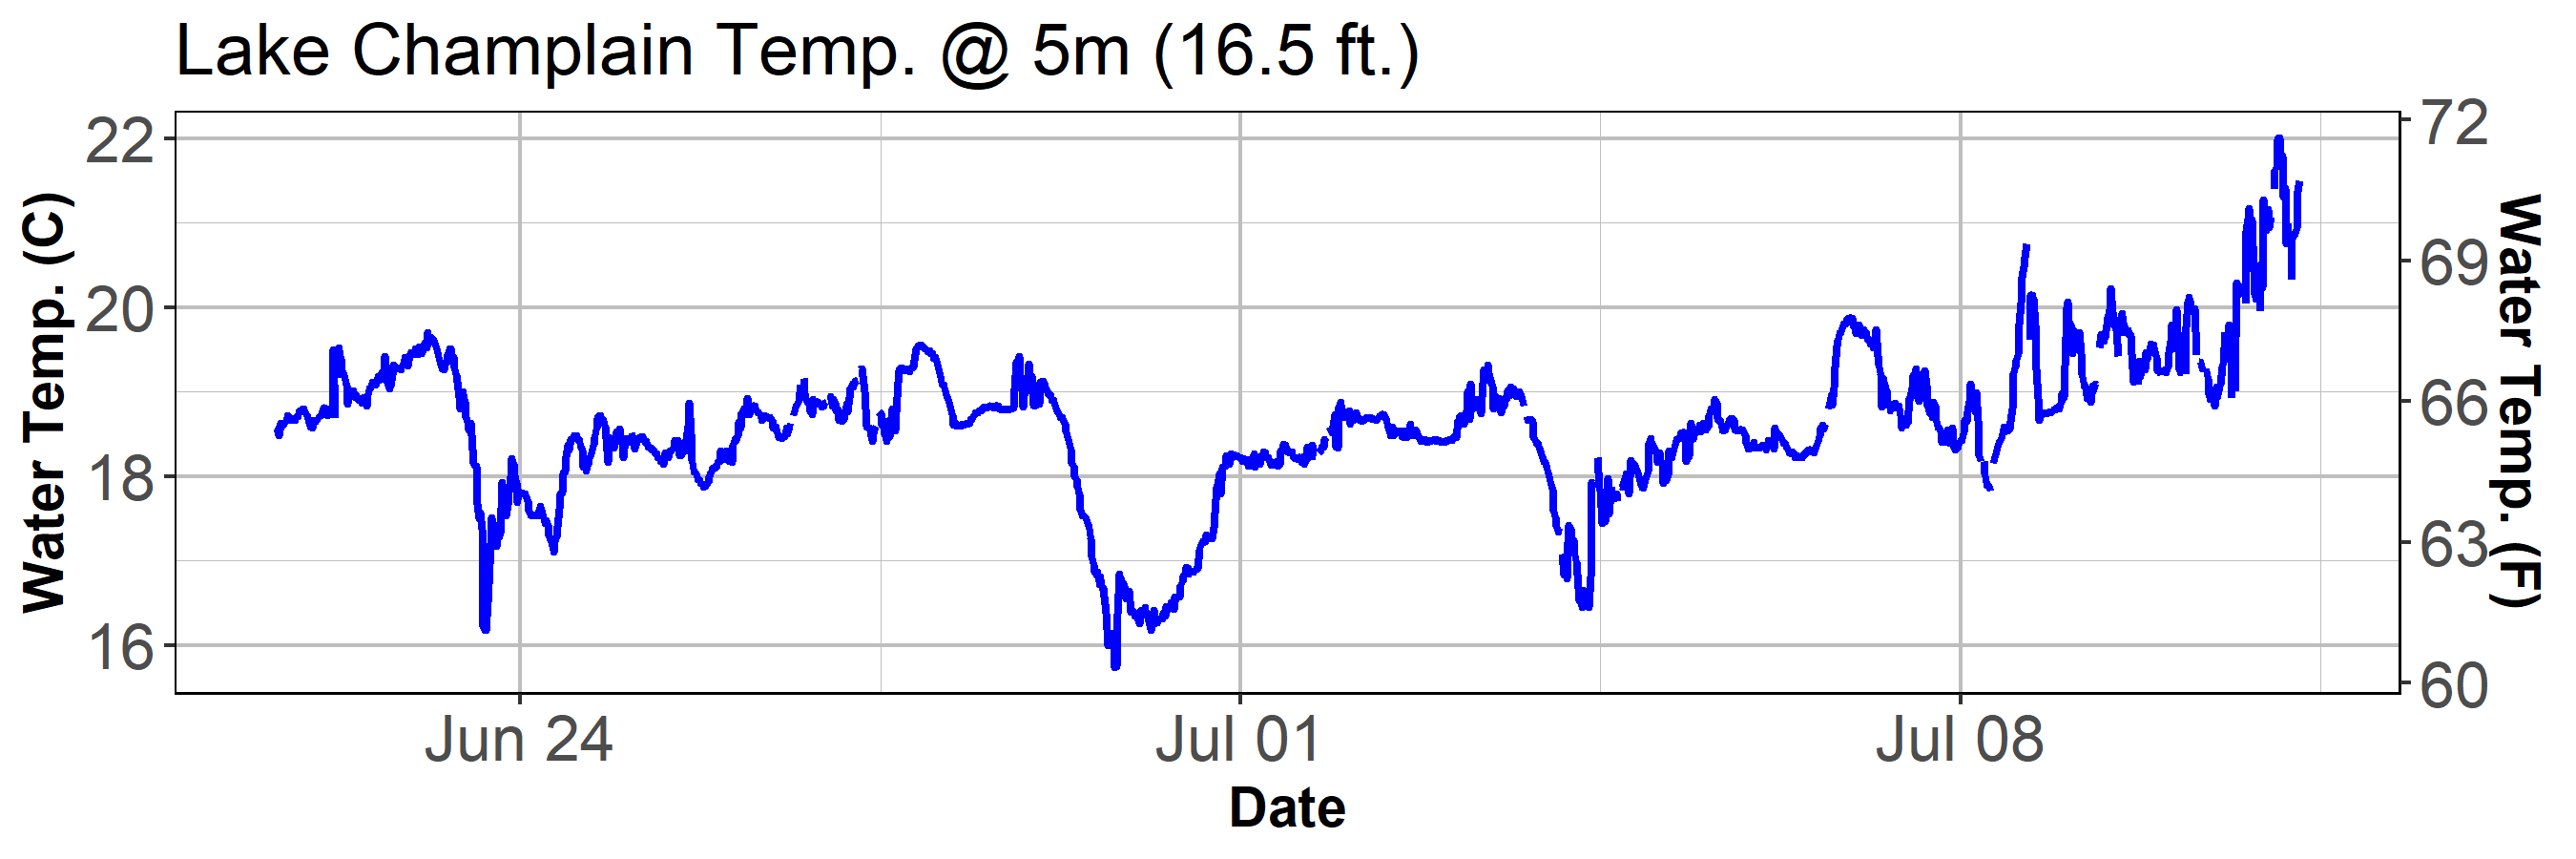 Lake Champlain Temp. @ 5m (16.5 ft.)
Water Temp. (C)
22
20
18
16
72
69
66
63
60
Water Temp. (F)
Jun 24
Jul 01
Jul 08
Date